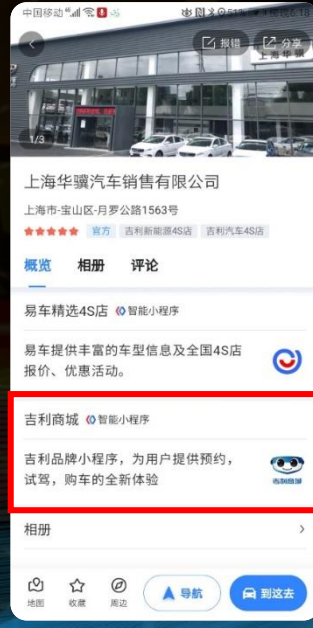 中国移动
报错 分享
上海华骥
1/3
上海华骥汽车销售有限公司
上海市-宝山区-月罗公路1563号
官方 吉利新能源4S店 吉利汽车4S店
概览 相册 评论
易车精选4S店 智能小程序
易车提供丰富的车型信息及全国4S店
报价、优惠活动。
吉利商城 智能小程序
吉利品牌小程序，为用户提供预约，
试驾，购车的全新体验
吉利商城
相册
地图 收藏 周边 导航 到这去